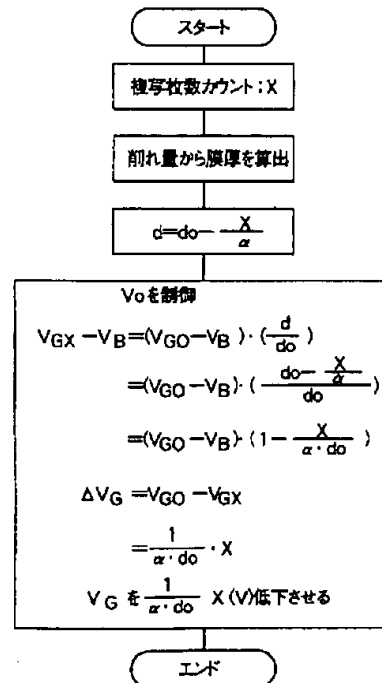 スタート
複写枚数カウント:X
削れ量から膜厚を算出
d=do- X/α
Voを制御
VGX-VB=(VGO-VB)・(d/do)
=(VGO-VB)・((do- X/α)/do)
=(VGO-VB)・(1- X/(α・do))
ΔVG=VGO-VGX
=1/(α・do)・X
VGを 1/(α・do) X(V)低下させる
エンド